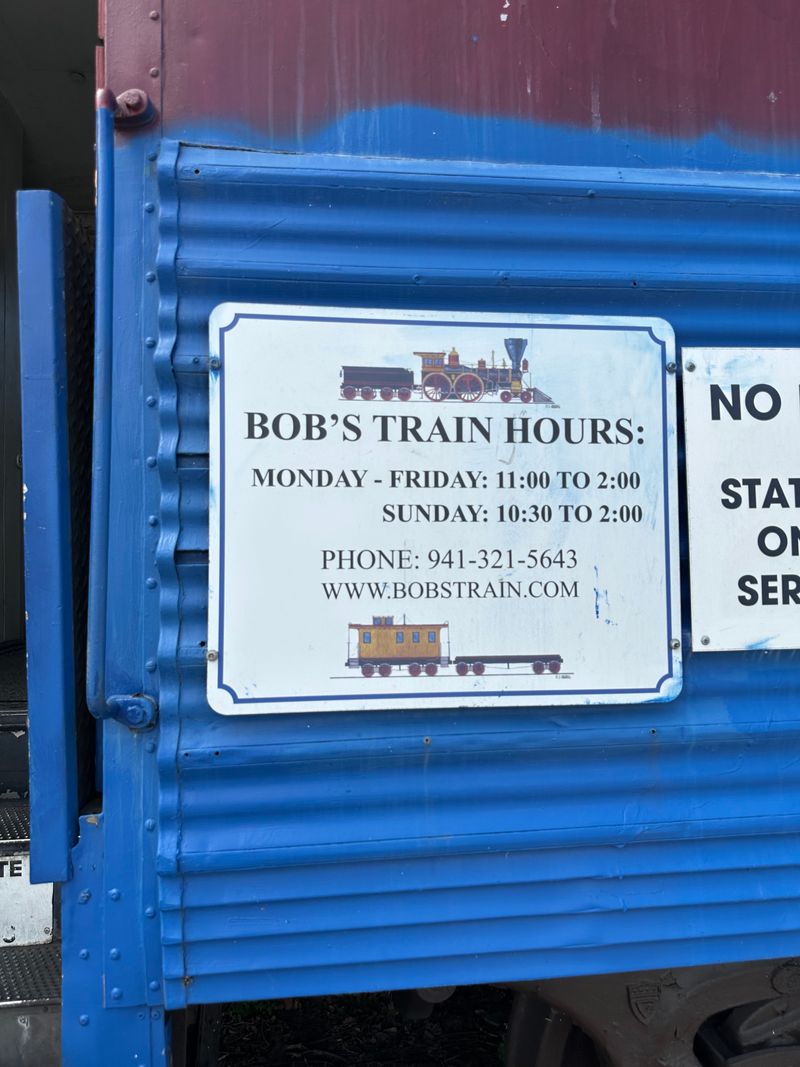 BOB'S TRAIN HOURS:
MONDAY - FRIDAY: 11:00 TO 2:00
SUNDAY: 10:30 TO 2:00
PHONE: 941-321-5643
WWW.BOBSTRAIN.COM
NO
STAT
ON
SER
TE